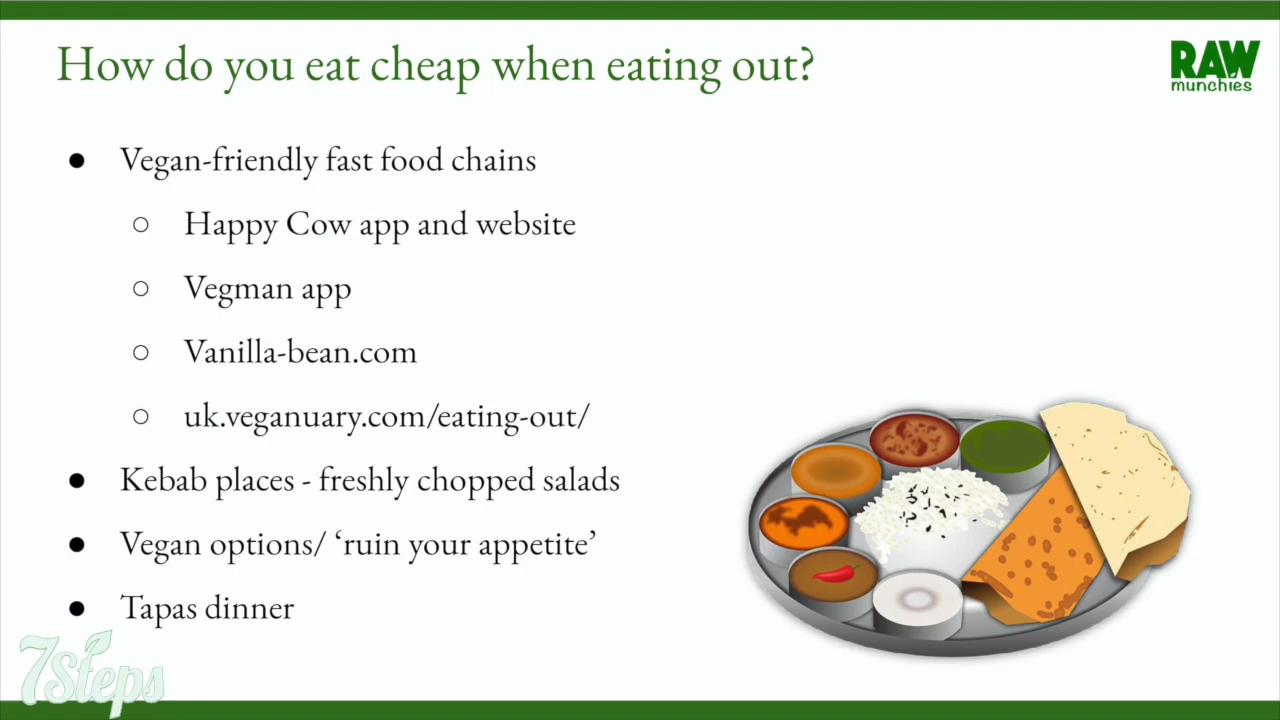 How do you eat cheap when eating out?
RAW
munchies
● Vegan-friendly fast food chains
○ Happy Cow app and website
○ Vegman app
○ Vanilla-bean.com
○ uk.veganuary.com/eating-out/
● Kebab places - freshly chopped salads
● Vegan options/ ‘ruin your appetite’
● Tapas dinner
7Steps